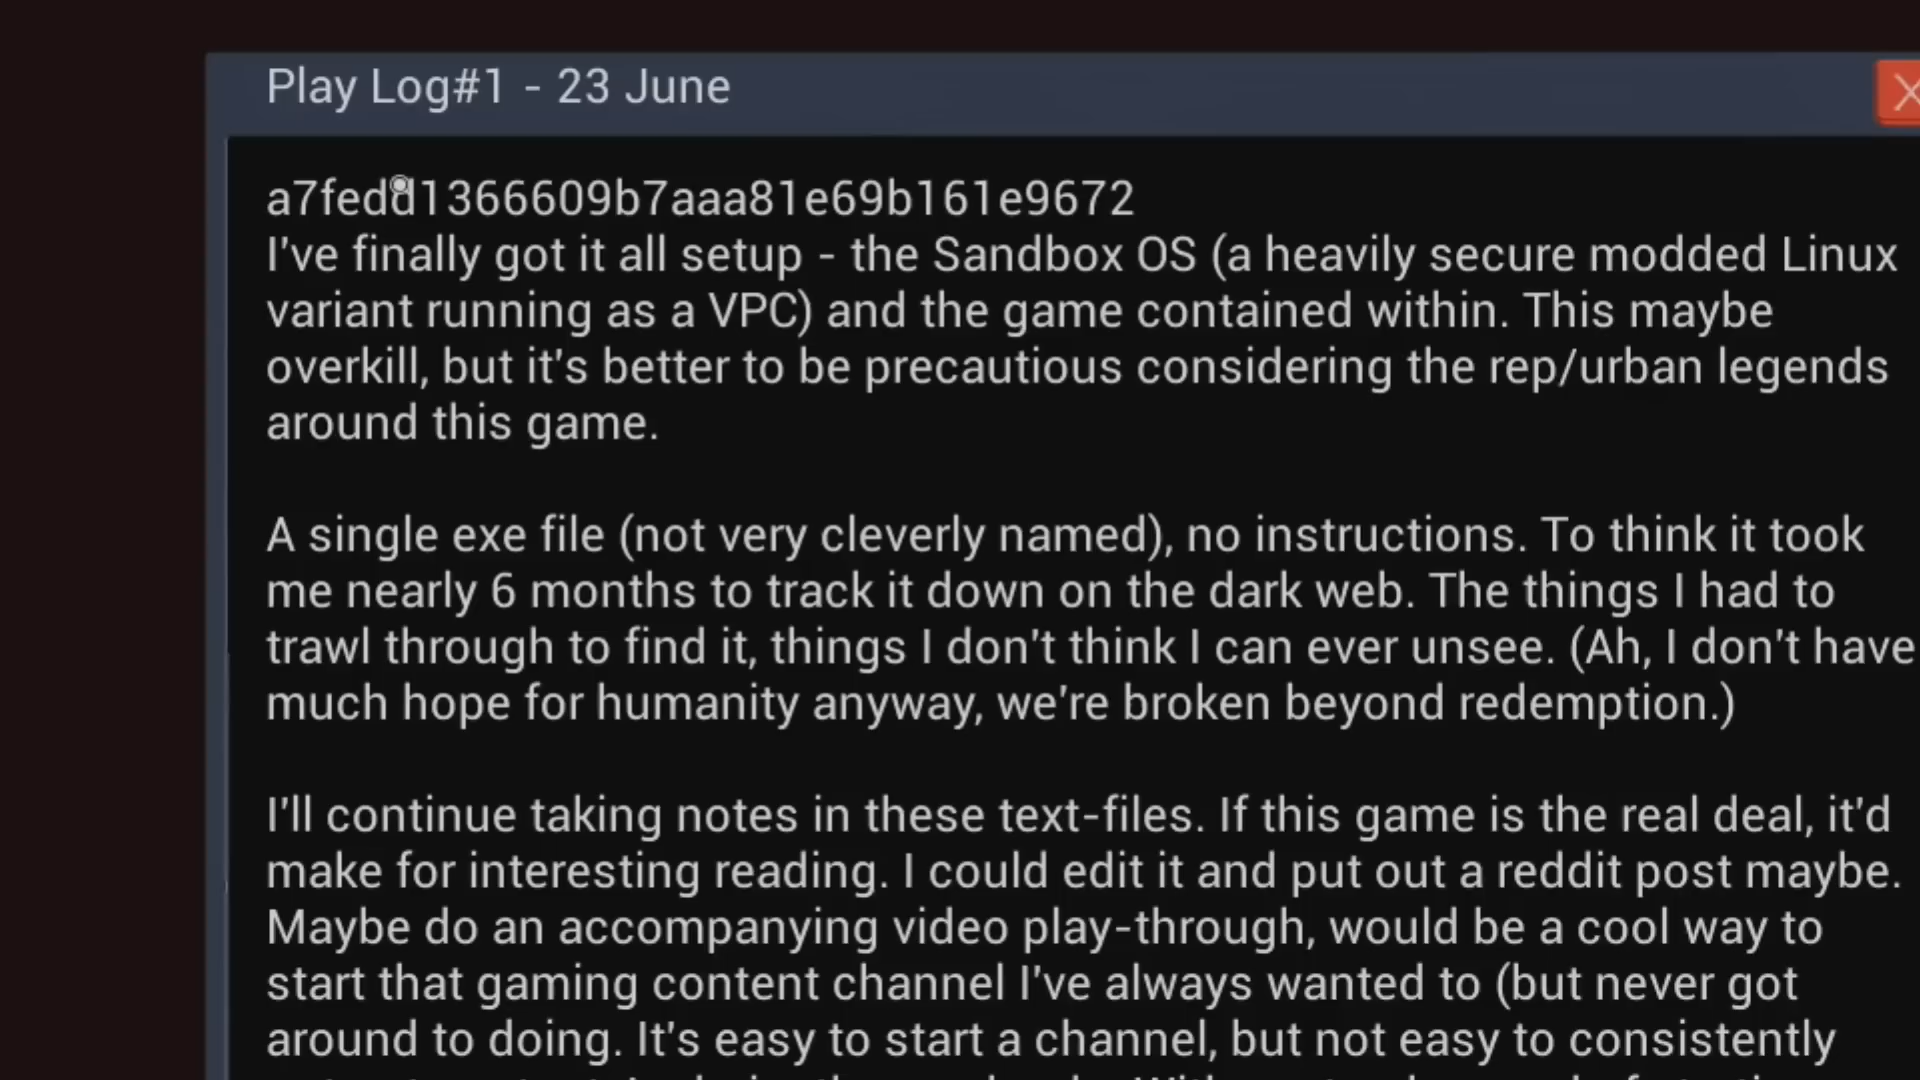 Play Log#1 - 23 June
X
a7fedd1366609b7aaa81e69b161e9672
I've finally got it all setup - the Sandbox OS (a heavily secure modded Linux
variant running as a VPC) and the game contained within. This maybe
overkill, but it's better to be precautious considering the rep/urban legends
around this game.
A single exe file (not very cleverly named), no instructions. To think it took
me nearly 6 months to track it down on the dark web. The things I had to
trawl through to find it, things I don't think I can ever unsee. (Ah, I don't have
much hope for humanity anyway, we're broken beyond redemption.)
I'll continue taking notes in these text-files. If this game is the real deal, it'd
make for interesting reading. I could edit it and put out a reddit post maybe.
Maybe do an accompanying video play-through, would be a cool way to
start that gaming content channel I've always wanted to (but never got
around to doing. It's easy to start a channel, but not easy to consistently